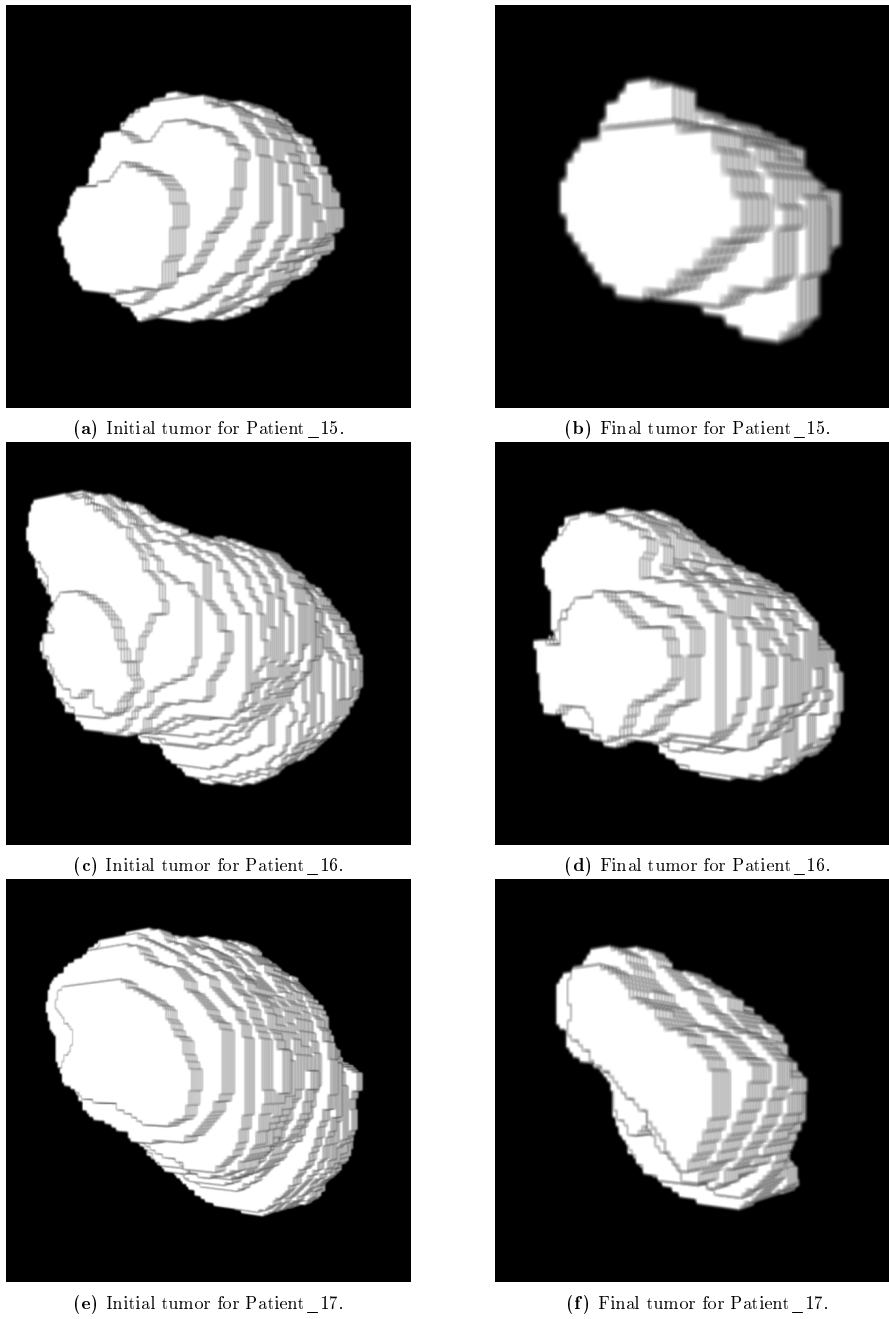 (a) Initial tumor for Patient_15.
(b) Final tumor for Patient_15.
(c) Initial tumor for Patient_16.
(d) Final tumor for Patient_16.
(e) Initial tumor for Patient_17.
(f) Final tumor for Patient_17.